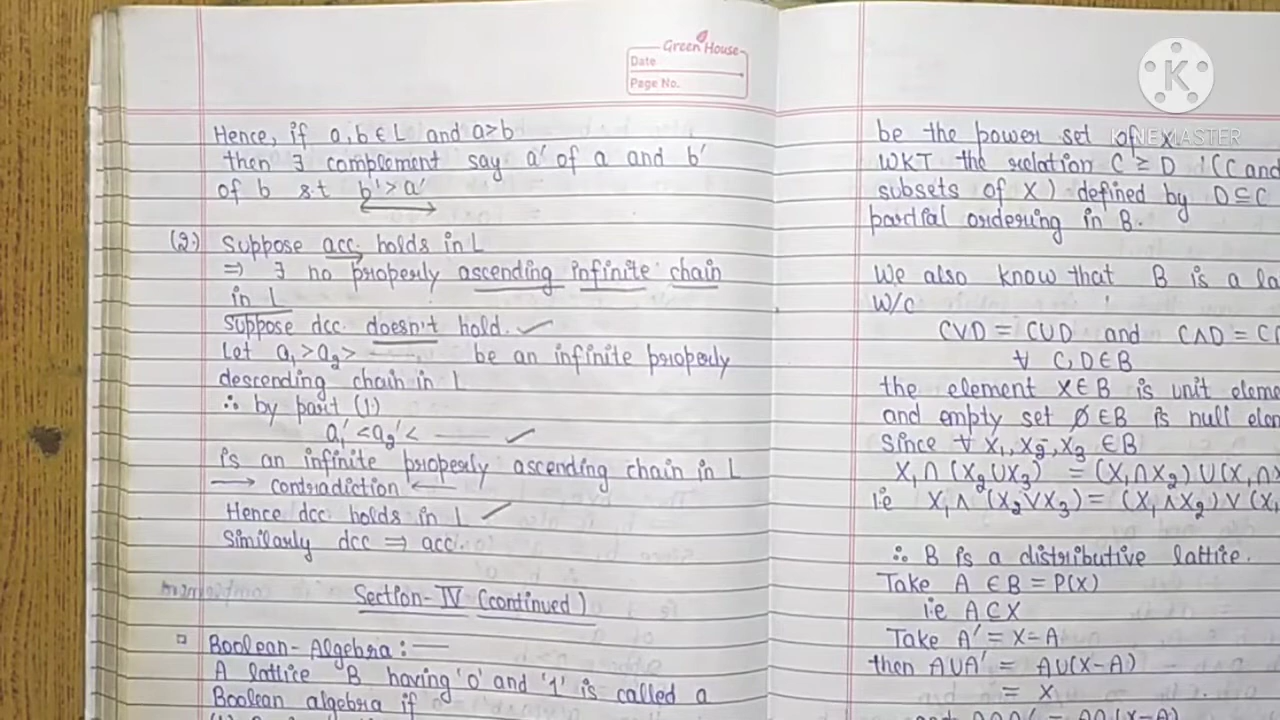 Green House
Date
Page No.
Hence, if a, b ∈ L and a>b
then ∃ complement say a' of a and b'
of b s.t b'>a'
(2.) Suppose acc. holds in L
⇒ ∃ no properly ascending infinite chain
in L
Suppose dcc. doesn't hold. ✓
Let a₁>a₂> ——— be an infinite properly
descending chain in L
∴ by part (1)
a₁'<a₂'< ——— ✓
is an infinite properly ascending chain in L
⟶ contradiction ⟵
Hence dcc holds in L ✓
Similarly dcc ⇒ acc.
Section-IV (continued)
Boolean-Algebra:—
A lattice B having '0' and '1' is called a
Boolean algebra if
K
KINEMASTER
be the power set of X
WKT the relation C ≥ D (C and
subsets of X) defined by D⊆C
partial ordering in B.
We also know that B is a la
W/C
CVD = CUD and CΛD = C
∀ C, D∈B
the element X∈B is unit eleme
and empty set ∅∈B is null elem
Since ∀ X₁, X₂, X₃ ∈B
X₁∩(X₂∪X₃) = (X₁∩X₂)∪(X₁∩X
i.e X₁∧(X₂∨X₃) = (X₁∧X₂)∨(X₁
∴ B is a distributive lattice.
Take A ∈B = P(X)
i.e A⊆X
Take A' = X-A
then A∪A' = A∪(X-A)
= X